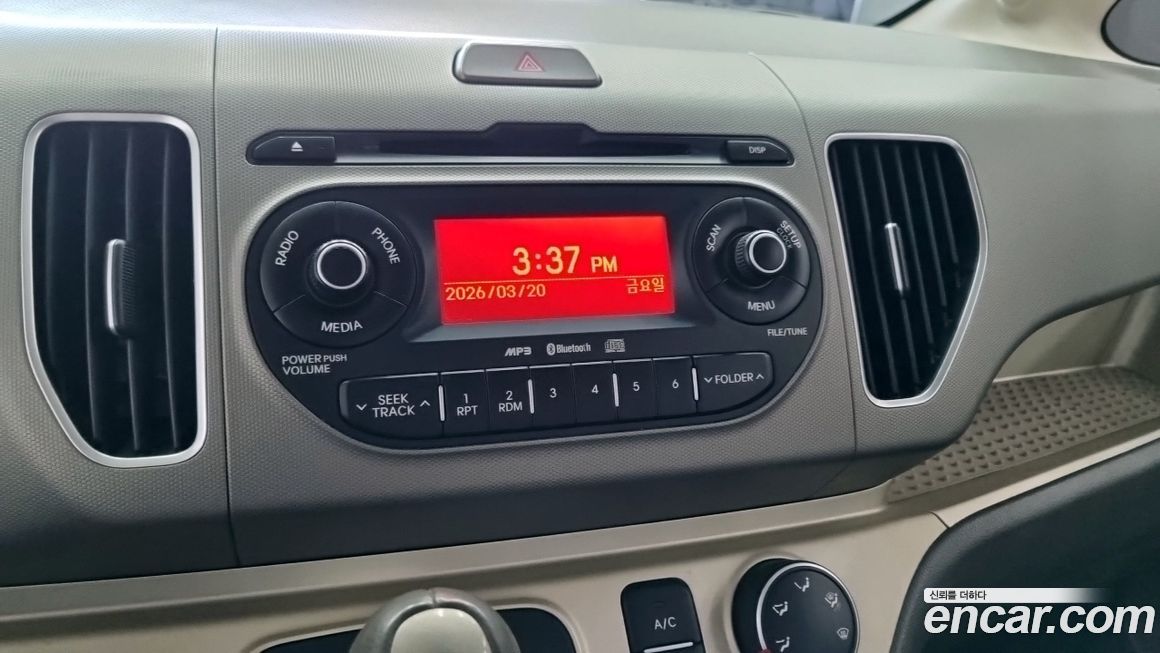 DISP
RADIO
PHONE
MEDIA
3:37 PM
2026/03/20 금요일
SCAN
SETUP
CLOCK
MENU
FILE/TUNE
POWER PUSH
VOLUME
MP3 Bluetooth disc
SEEK
TRACK
1
RPT
2
RDM
3
4
5
6
FOLDER
A/C
신뢰를 더하다
encar.com